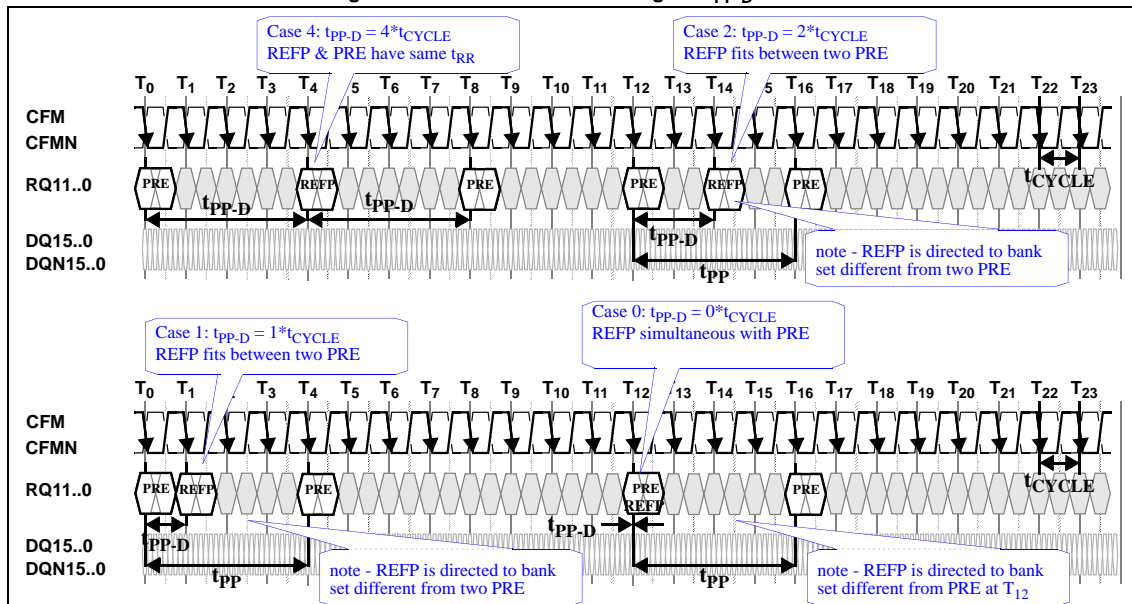 Case 4: tPP-D = 4*tCYCLE
REFP & PRE have same tRR
Case 2: tPP-D = 2*tCYCLE
REFP fits between two PRE
T0 T1 T2 T3 T4 5 T6 T7 T8 T9 T10 T11 T12 T13 T14 5 T16 T17 T18 T19 T20 T21 T22 T23
CFM
CFMN
RQ11..0
PRE REFP PRE PRE REFP PRE
tCYCLE
tPP-D tPP-D
tPP-D
DQ15..0
DQN15..0
tPP
note - REFP is directed to bank
set different from two PRE
Case 1: tPP-D = 1*tCYCLE
REFP fits between two PRE
Case 0: tPP-D = 0*tCYCLE
REFP simultaneous with PRE
T0 T1 2 T3 T4 T5 T6 T7 T8 T9 T10 T11 T12 13 T14 T15 T16 T17 T18 T19 T20 T21 T22 T23
CFM
CFMN
RQ11..0
PRE REFP PRE PRE REFP PRE
tCYCLE
tPP-D
tPP-D
DQ15..0
DQN15..0
tPP
tPP
note - REFP is directed to bank
set different from two PRE
note - REFP is directed to bank
set different from PRE at T12